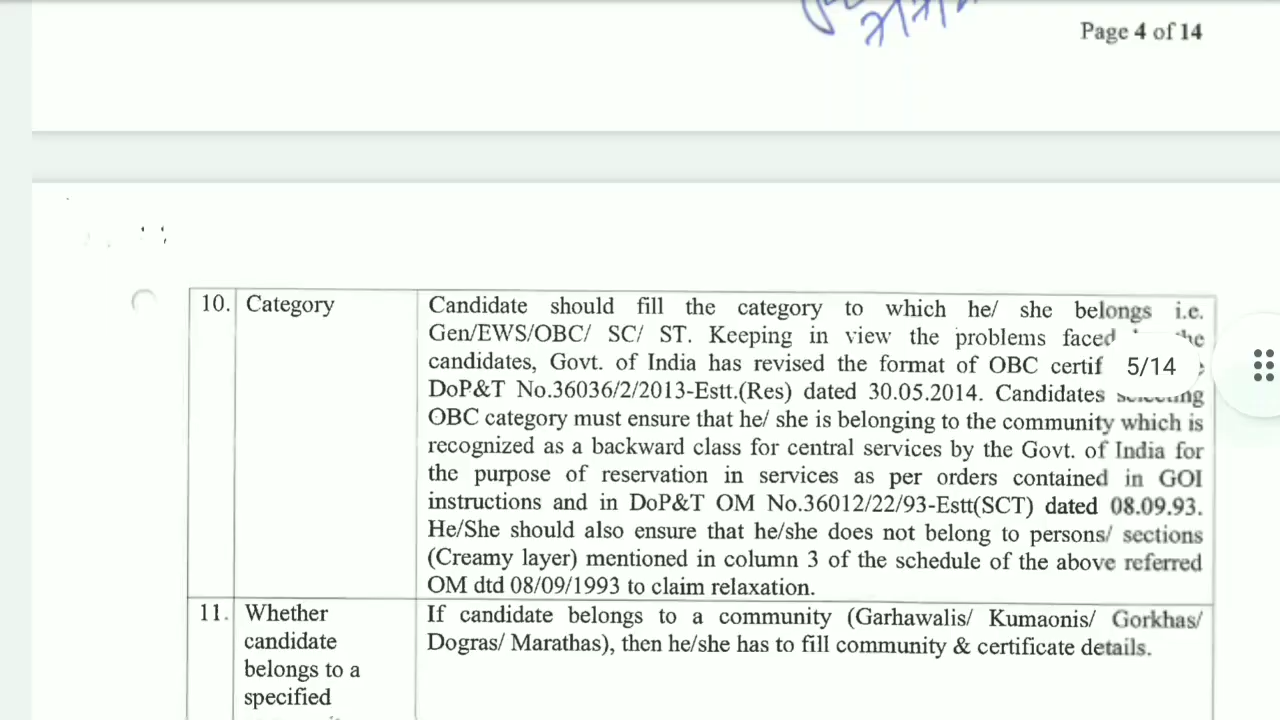 Page 4 of 14
10. Category
Candidate should fill the category to which he/ she belongs i.e.
Gen/EWS/OBC/ SC/ ST. Keeping in view the problems faced
candidates, Govt. of India has revised the format of OBC certif
5/14
DoP&T No.36036/2/2013-Estt.(Res) dated 30.05.2014. Candidates
OBC category must ensure that he/ she is belonging to the community which is
recognized as a backward class for central services by the Govt. of India for
the purpose of reservation in services as per orders contained in GOI
instructions and in DoP&T OM No.36012/22/93-Estt(SCT) dated 08.09.93.
He/She should also ensure that he/she does not belong to persons/ sections
(Creamy layer) mentioned in column 3 of the schedule of the above referred
OM dtd 08/09/1993 to claim relaxation.
11. Whether
candidate
belongs to a
specified
If candidate belongs to a community (Garhawalis/ Kumaonis/ Gorkhas/
Dogras/ Marathas), then he/she has to fill community & certificate details.